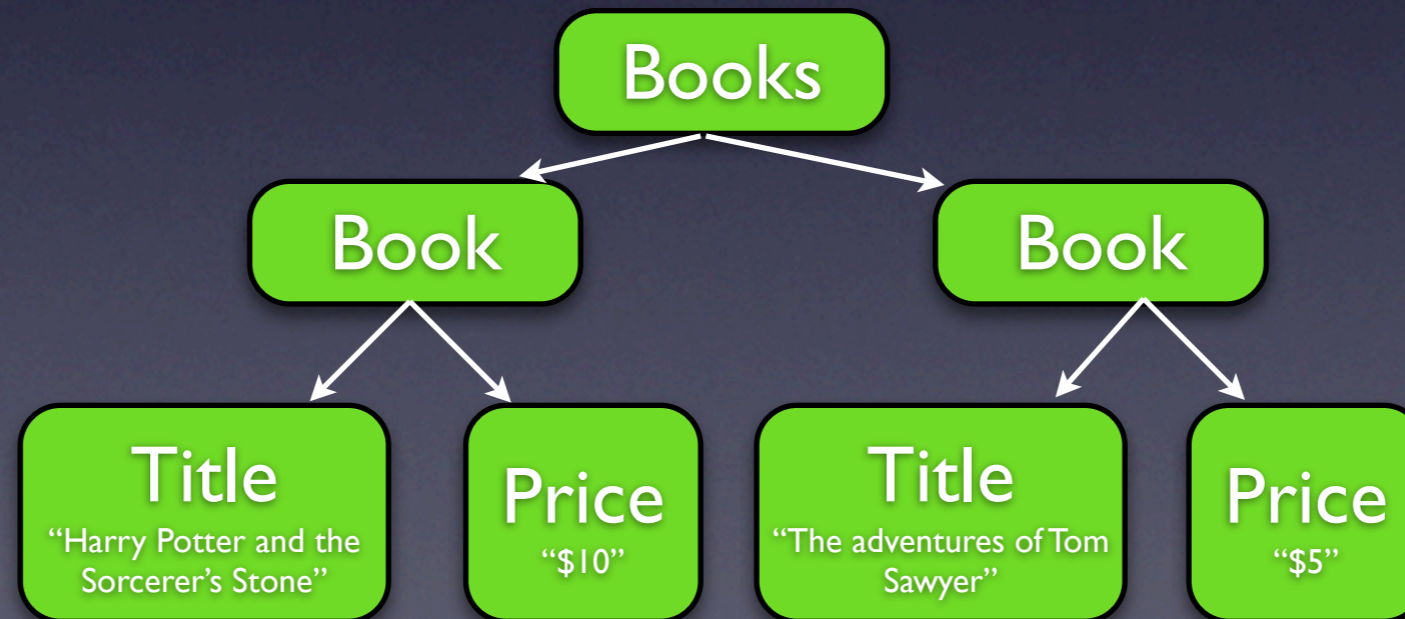 Books
Book
Book
Title
“Harry Potter and the
Sorcerer’s Stone”
Price
“$10”
Title
“The adventures of Tom
Sawyer”
Price
“$5”